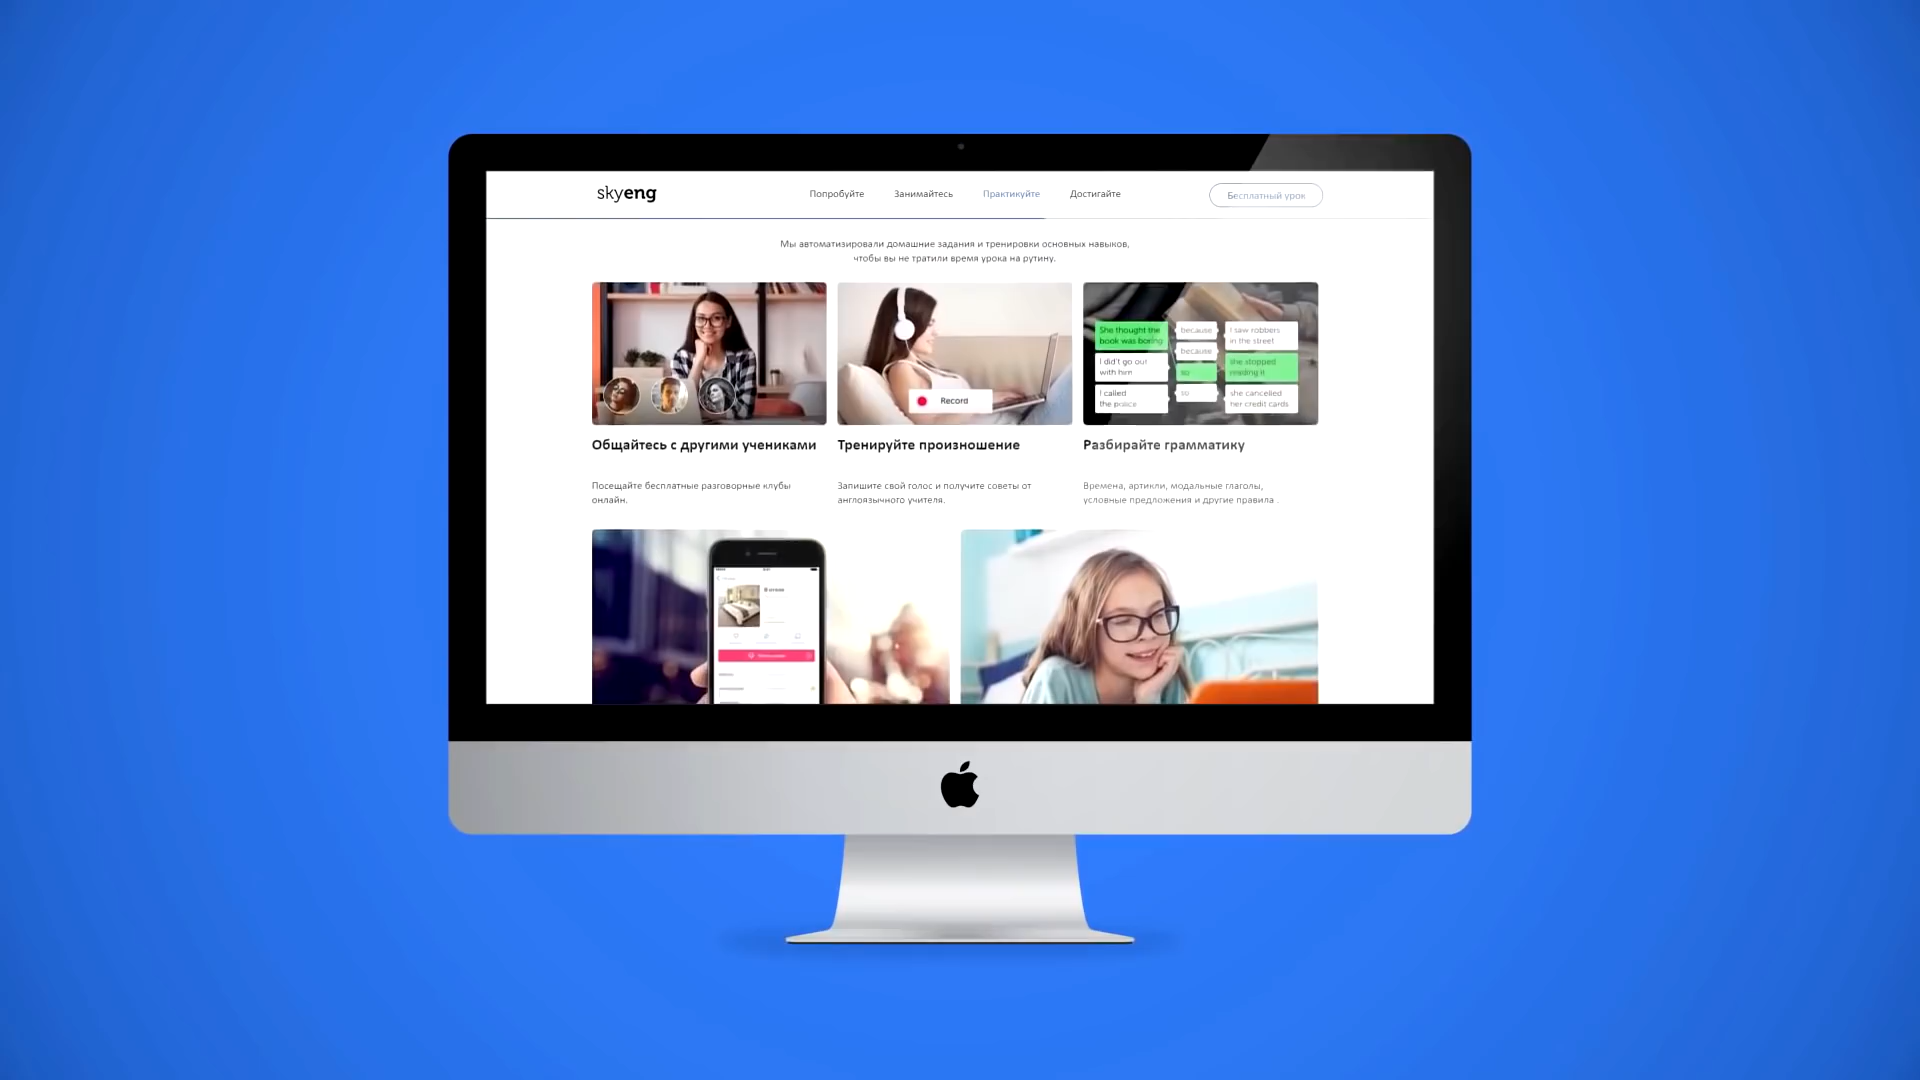 skyeng
Попробуйте Занимайтесь Практикуйте Достигайте
Бесплатный урок
Мы автоматизировали домашние задания и тренировки основных навыков,
чтобы вы не тратили время урока на рутину.
She thought the
book was boring
because
I saw robbers
in the street
because
I didn't go out
with him
she stopped
reading it
so
I called
the police
so
she cancelled
her credit cards
Record
Общайтесь с другими учениками
Тренируйте произношение
Разбирайте грамматику
Посещайте бесплатные разговорные клубы
онлайн.
Запишите свой голос и получите советы от
англоязычного учителя.
Времена, артикли, модальные глаголы,
условные предложения и другие правила.